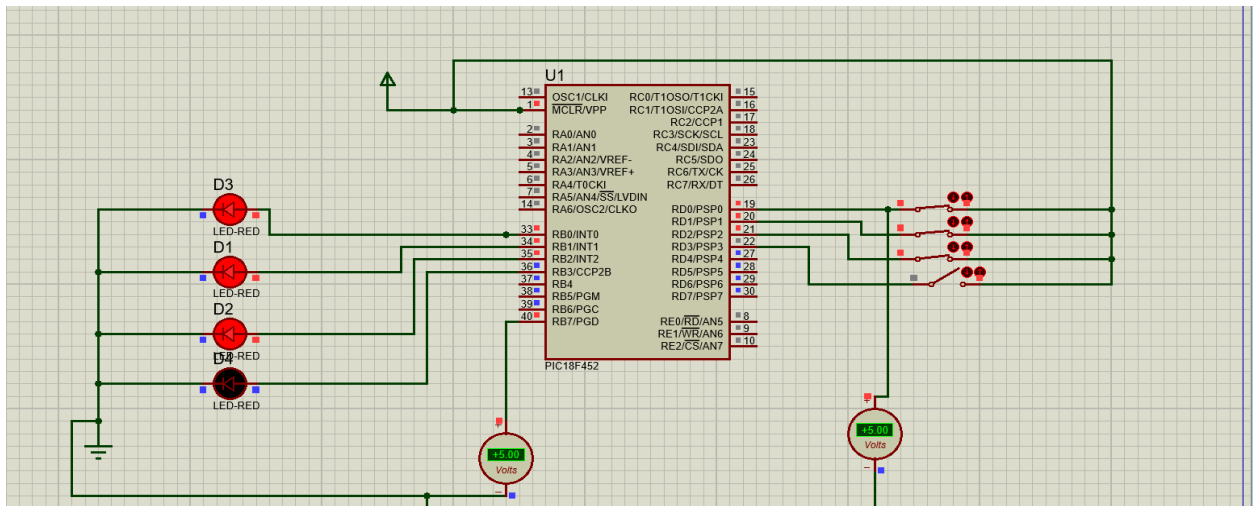 U1
13 OSC1/CLKI RC0/T1OSO/T1CKI 15
1 MCLR/VPP RC1/T1OSI/CCP2A 16
RC2/CCP1 17
2 RA0/AN0 RC3/SCK/SCL 18
3 RA1/AN1 RC4/SDI/SDA 23
4 RA2/AN2/VREF- RC5/SDO 24
5 RA3/AN3/VREF+ RC6/TX/CK 25
6 RA4/T0CKI RC7/RX/DT 26
7 RA5/AN4/SS/LVDIN
14 RA6/OSC2/CLKO RD0/PSP0 19
RD1/PSP1 20
33 RB0/INT0 RD2/PSP2 21
34 RB1/INT1 RD3/PSP3 22
35 RB2/INT2 RD4/PSP4 27
36 RB3/CCP2B RD5/PSP5 28
37 RB4 RD6/PSP6 29
38 RB5/PGM RD7/PSP7 30
39 RB6/PGC
40 RB7/PGD RE0/RD/AN5 8
RE1/WR/AN6 9
RE2/CS/AN7 10
PIC18F452
D3
LED-RED
D1
LED-RED
D2
LED-RED
D4
LED-RED
+
+5.00
Volts
−
+
+5.00
Volts
−